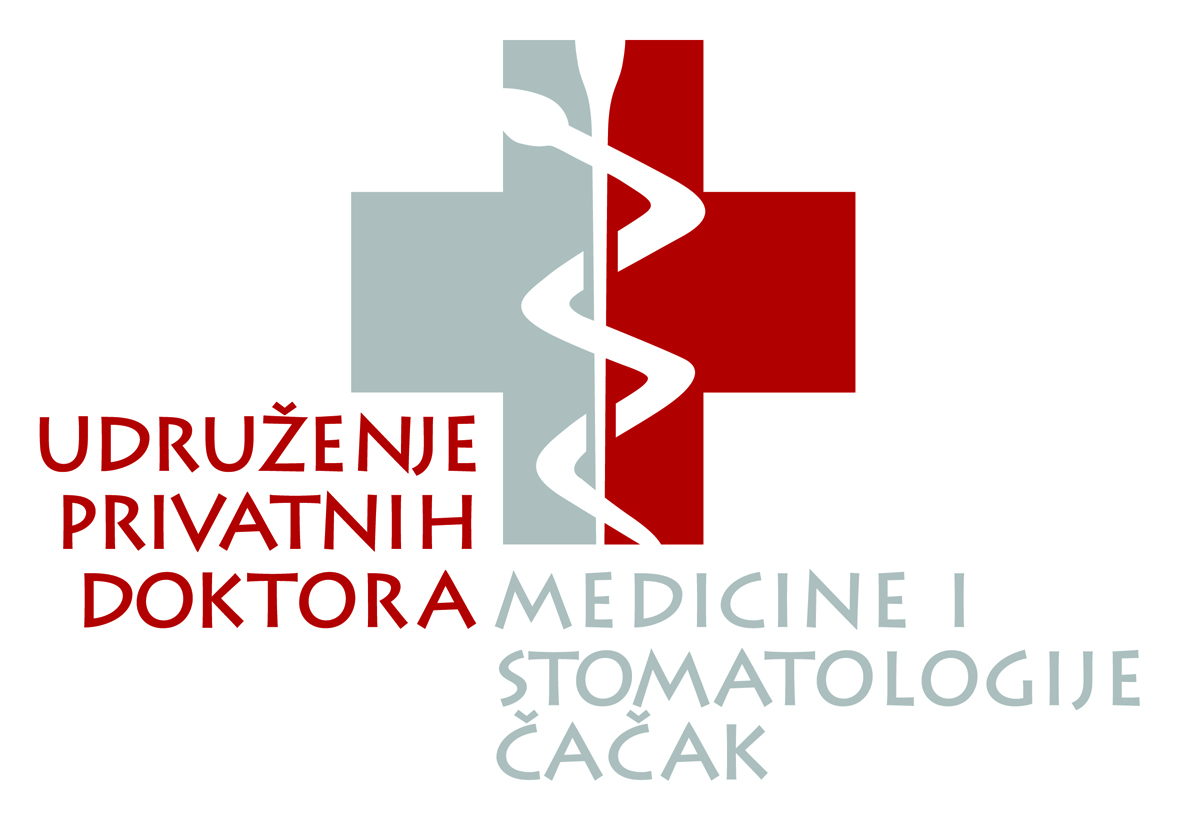 UDRUŽENJE
PRIVATNIH
DOKTORA
MEDICINE I
STOMATOLOGIJE
ČAČAK